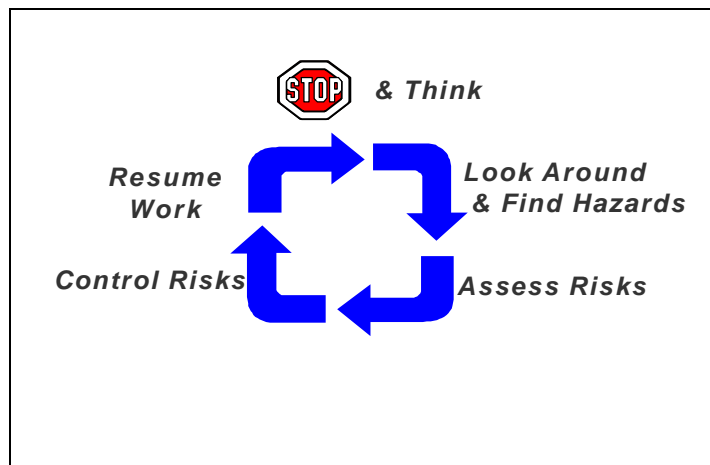 STOP & Think
Look Around
& Find Hazards
Assess Risks
Control Risks
Resume
Work